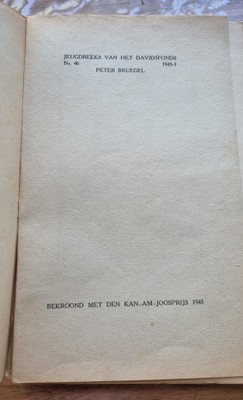 JEUGDREEKS VAN HET DAVIDSFONDS
Nr. 46 1945-1
PETER BRUEGEL
BEKROOND MET DEN KAN.-AM.-JOOSPRIJS 1945